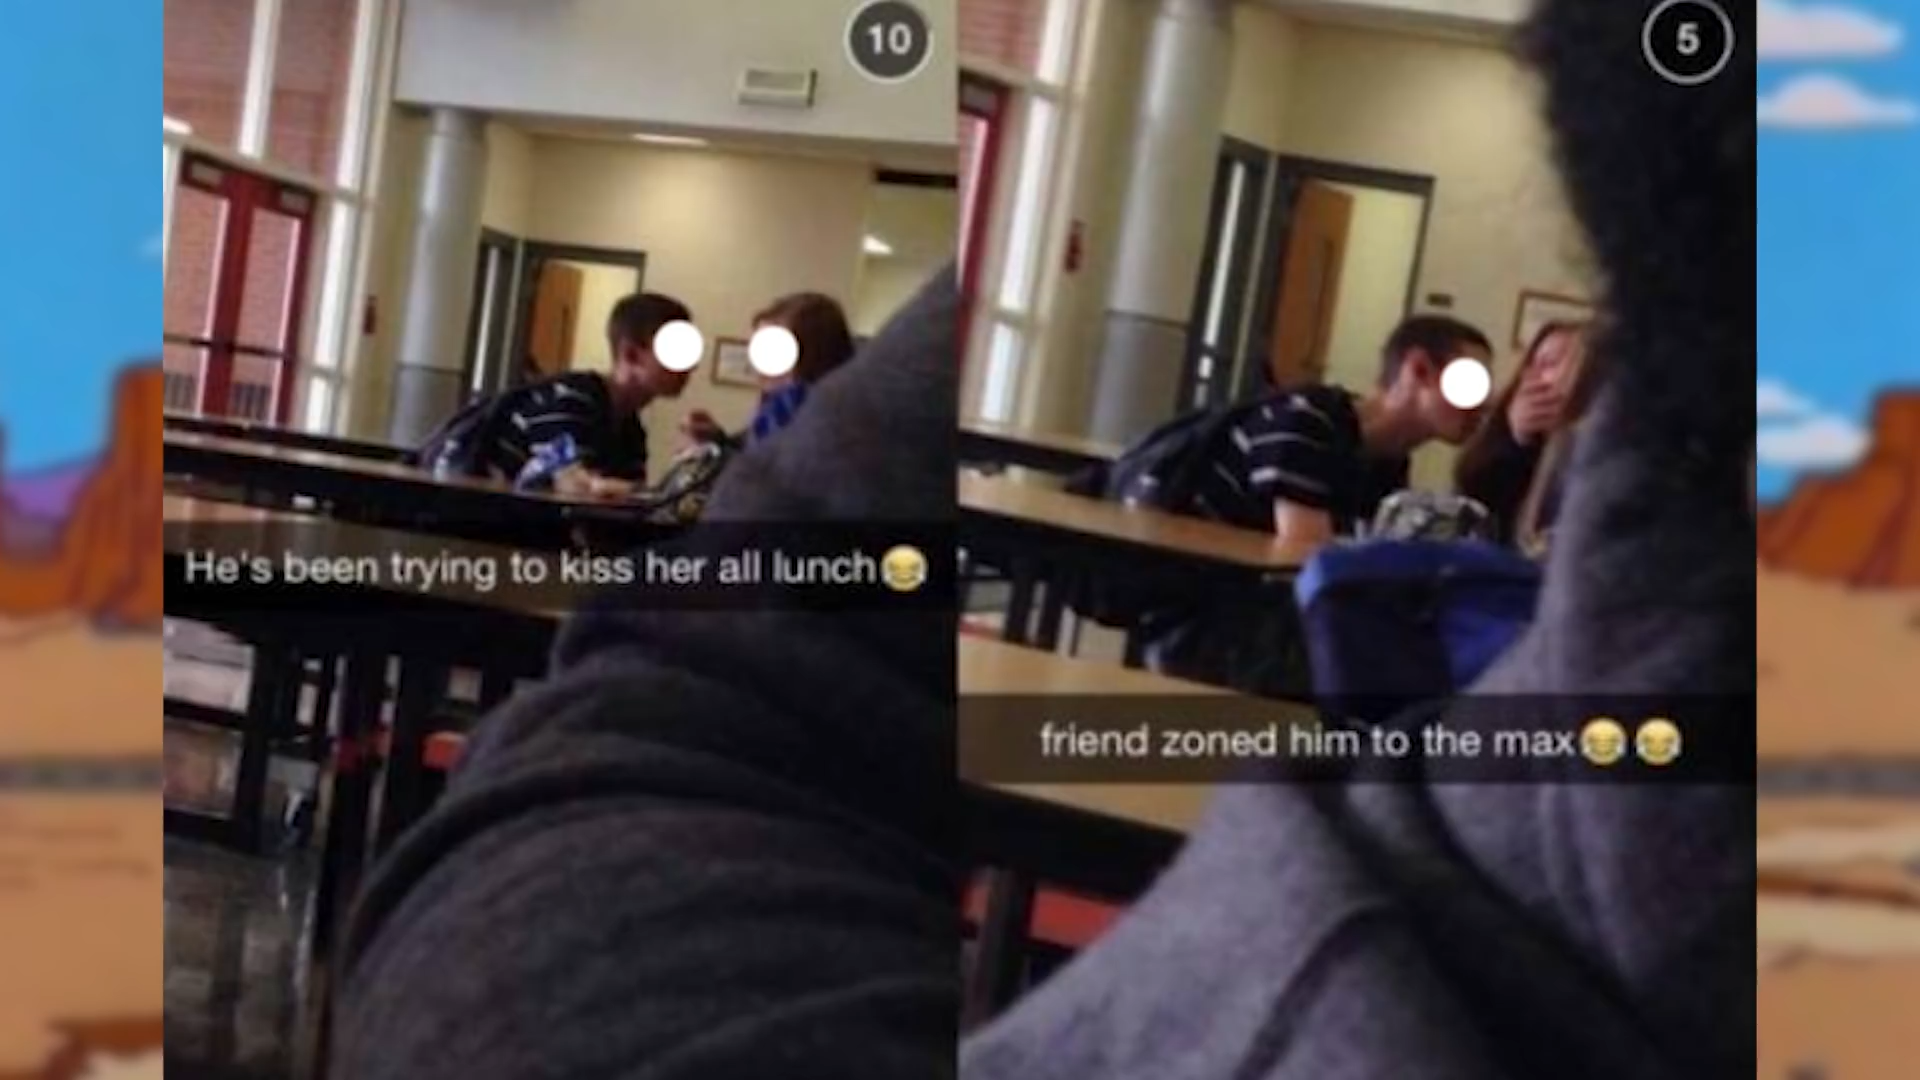 10
He's been trying to kiss her all lunch😂
5
friend zoned him to the max😂😂